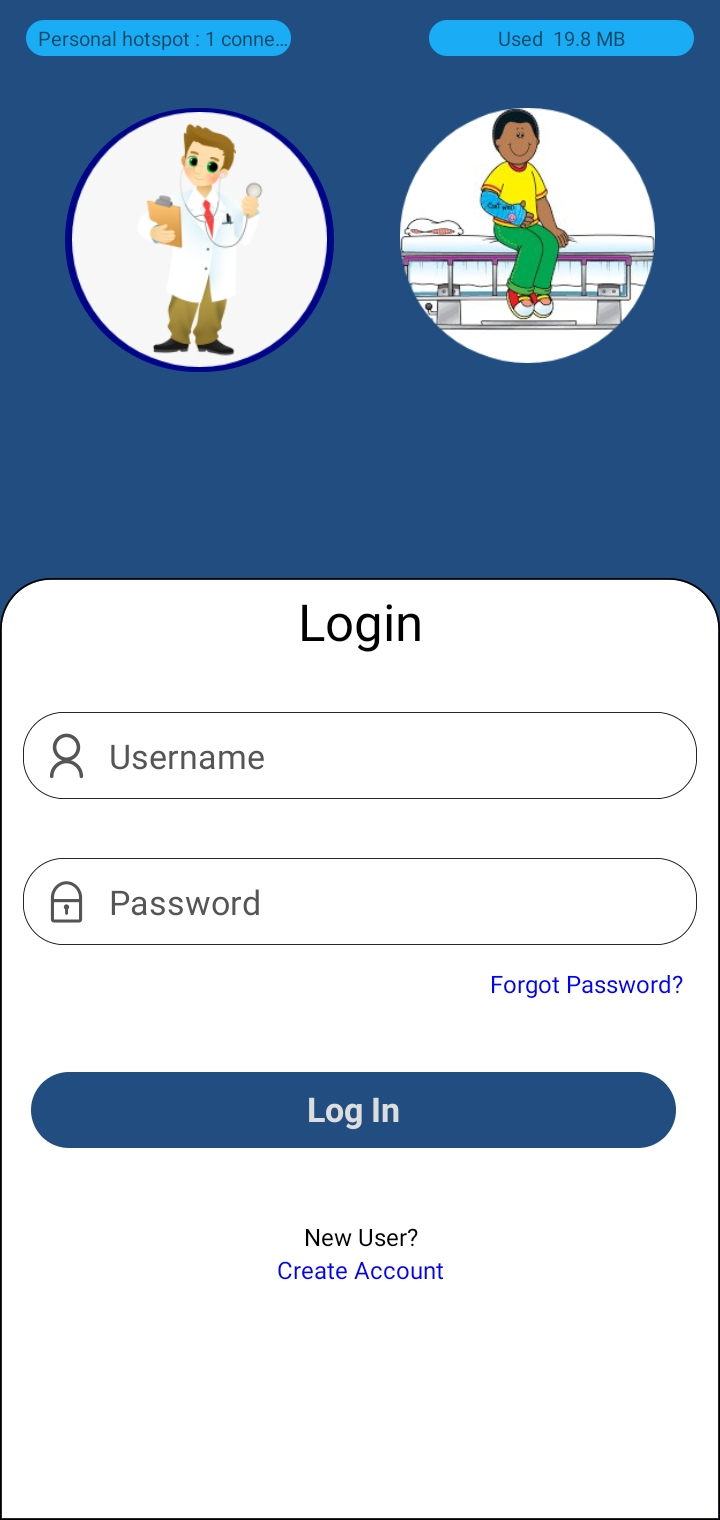 Personal hotspot : 1 conne…
Used 19.8 MB
Login
Username
Password
Forgot Password?
Log In
New User?
Create Account